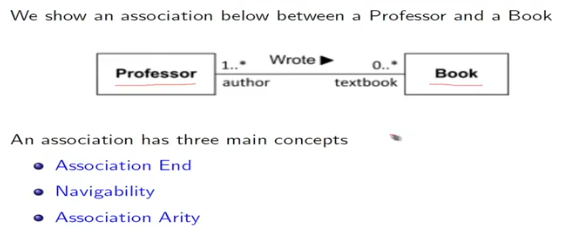 We show an association below between a Professor and a Book
1..* Wrote ▶ 0..*
Professor Book
author textbook
An association has three main concepts
Association End
Navigability
Association Arity